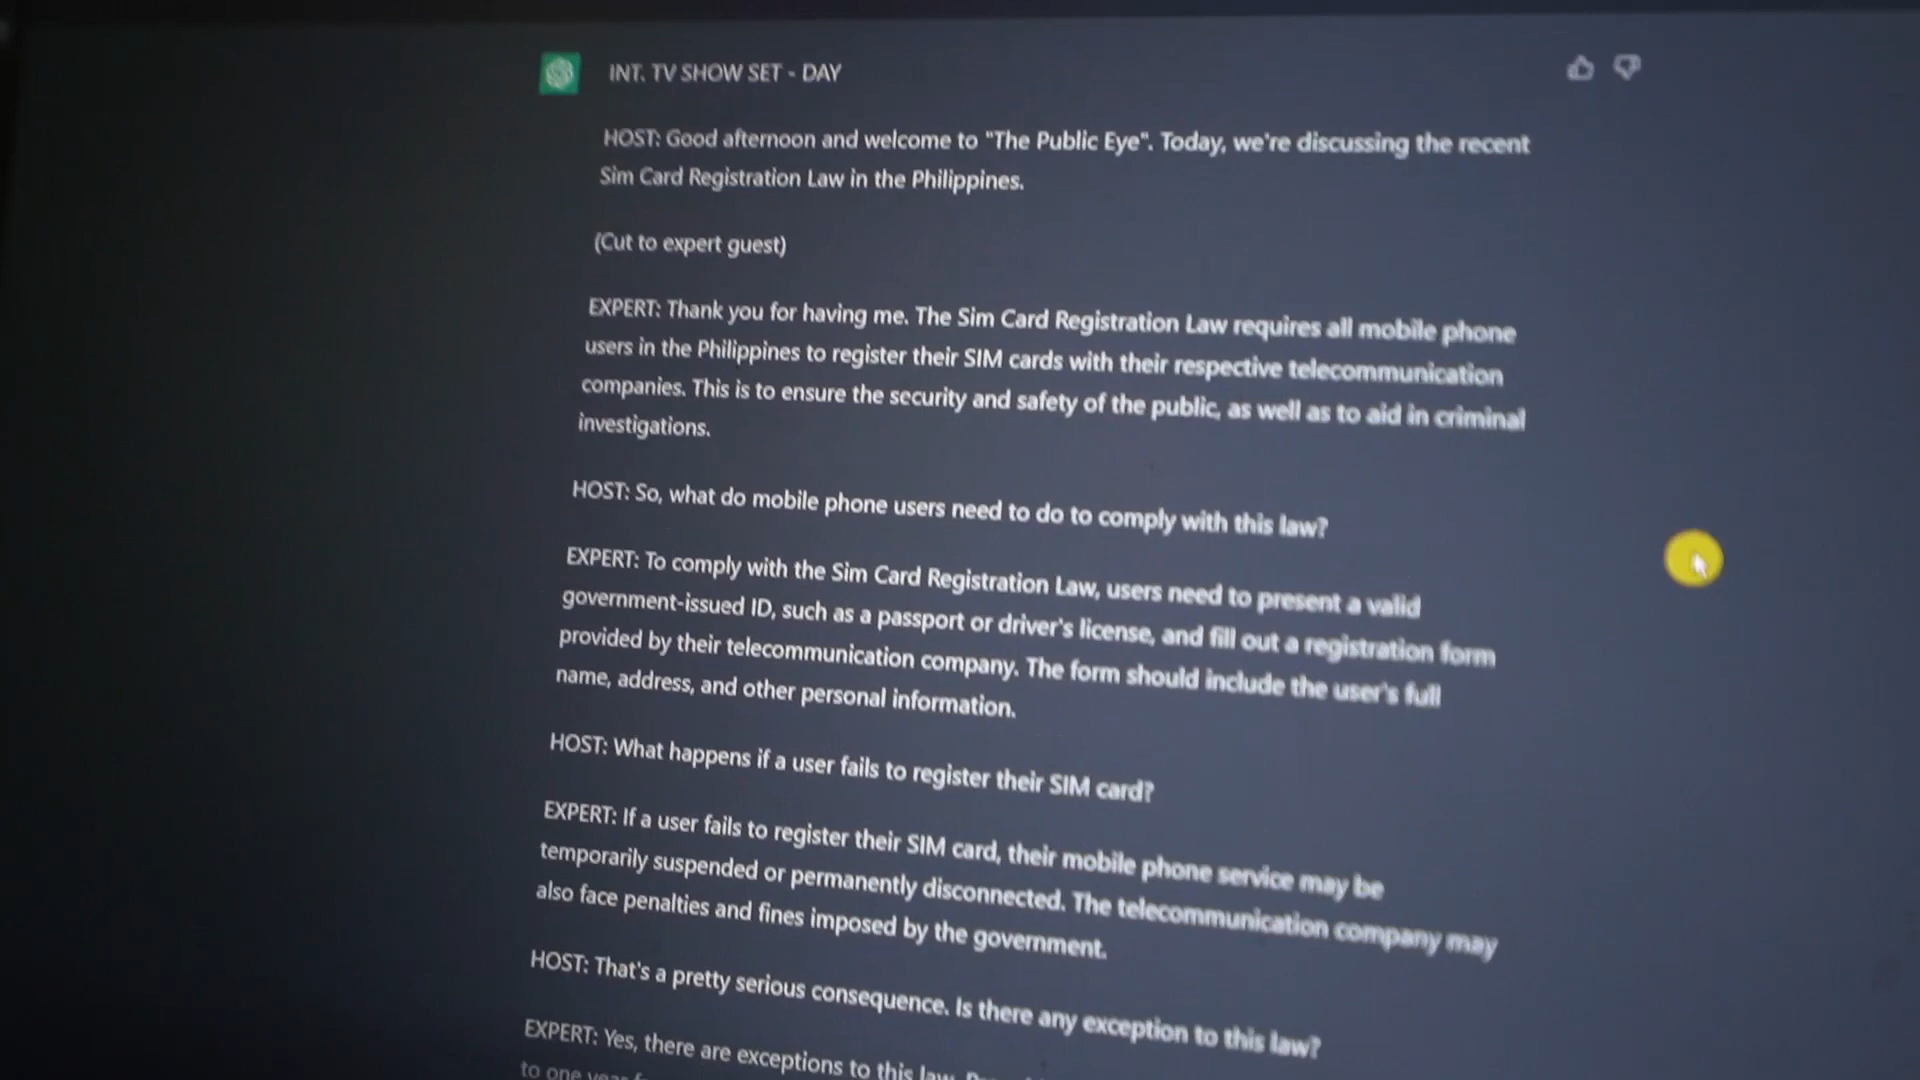 INT. TV SHOW SET - DAY
HOST: Good afternoon and welcome to "The Public Eye". Today, we're discussing the recent
Sim Card Registration Law in the Philippines.
(Cut to expert guest)
EXPERT: Thank you for having me. The Sim Card Registration Law requires all mobile phone
users in the Philippines to register their SIM cards with their respective telecommunication
companies. This is to ensure the security and safety of the public, as well as to aid in criminal
investigations.
HOST: So, what do mobile phone users need to do to comply with this law?
EXPERT: To comply with the Sim Card Registration Law, users need to present a valid
government-issued ID, such as a passport or driver's license, and fill out a registration form
provided by their telecommunication company. The form should include the user's full
name, address, and other personal information.
HOST: What happens if a user fails to register their SIM card?
EXPERT: If a user fails to register their SIM card, their mobile phone service may be
temporarily suspended or permanently disconnected. The telecommunication company may
also face penalties and fines imposed by the government.
HOST: That's a pretty serious consequence. Is there any exception to this law?
EXPERT: Yes, there are exceptions to this law.
to one year